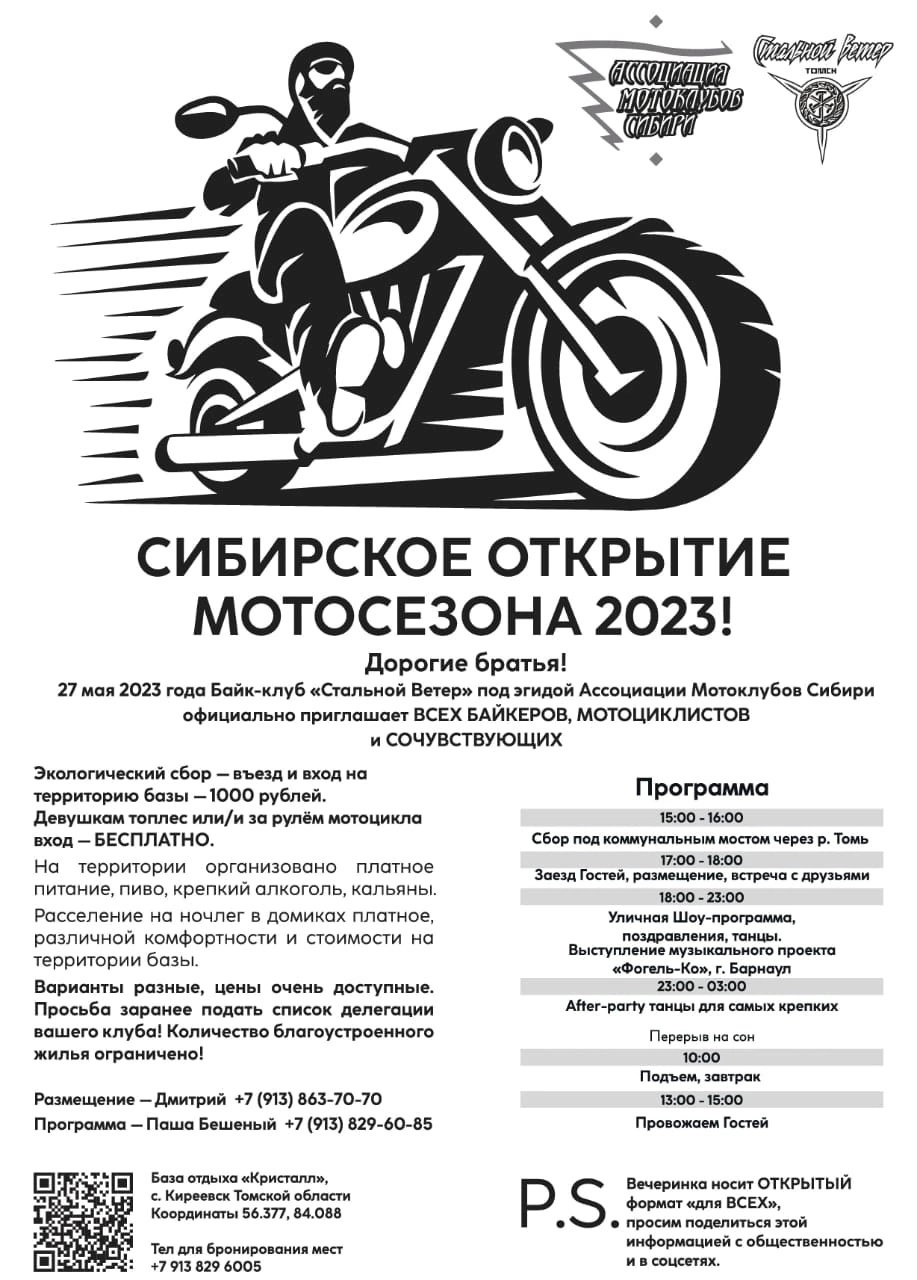 АССОЦИАЦИЯ
МОТОКЛУБОВ
СИБИРИ
Стальной Ветер
ТОМСК
СИБИРСКОЕ ОТКРЫТИЕ
МОТОСЕЗОНА 2023!
Дорогие братья!
27 мая 2023 года Байк-клуб «Стальной Ветер» под эгидой Ассоциации Мотоклубов Сибири
официально приглашает ВСЕХ БАЙКЕРОВ, МОТОЦИКЛИСТОВ
и СОЧУВСТВУЮЩИХ
Экологический сбор — въезд и вход на
территорию базы — 1000 рублей.
Девушкам топлес или/и за рулём мотоцикла
вход — БЕСПЛАТНО.
На территории организовано платное
питание, пиво, крепкий алкоголь, кальяны.
Расселение на ночлег в домиках платное,
различной комфортности и стоимости на
территории базы.
Варианты разные, цены очень доступные.
Просьба заранее подать список делегации
вашего клуба! Количество благоустроенного
жилья ограничено!
Размещение — Дмитрий +7 (913) 863-70-70
Программа — Паша Бешеный +7 (913) 829-60-85
Программа
15:00 - 16:00
Сбор под коммунальным мостом через р. Томь
17:00 - 18:00
Заезд Гостей, размещение, встреча с друзьями
18:00 - 23:00
Уличная Шоу-программа,
поздравления, танцы.
Выступление музыкального проекта
«Фогель-Ко», г. Барнаул
23:00 - 03:00
After-party танцы для самых крепких
Перерыв на сон
10:00
Подъем, завтрак
13:00 - 15:00
Провожаем Гостей
База отдыха «Кристалл»,
с. Киреевск Томской области
Координаты 56.377, 84.088
Тел для бронирования мест
+7 913 829 6005
P.S.
Вечеринка носит ОТКРЫТЫЙ
формат «для ВСЕХ»,
просим поделиться этой
информацией с общественностью
и в соцсетях.